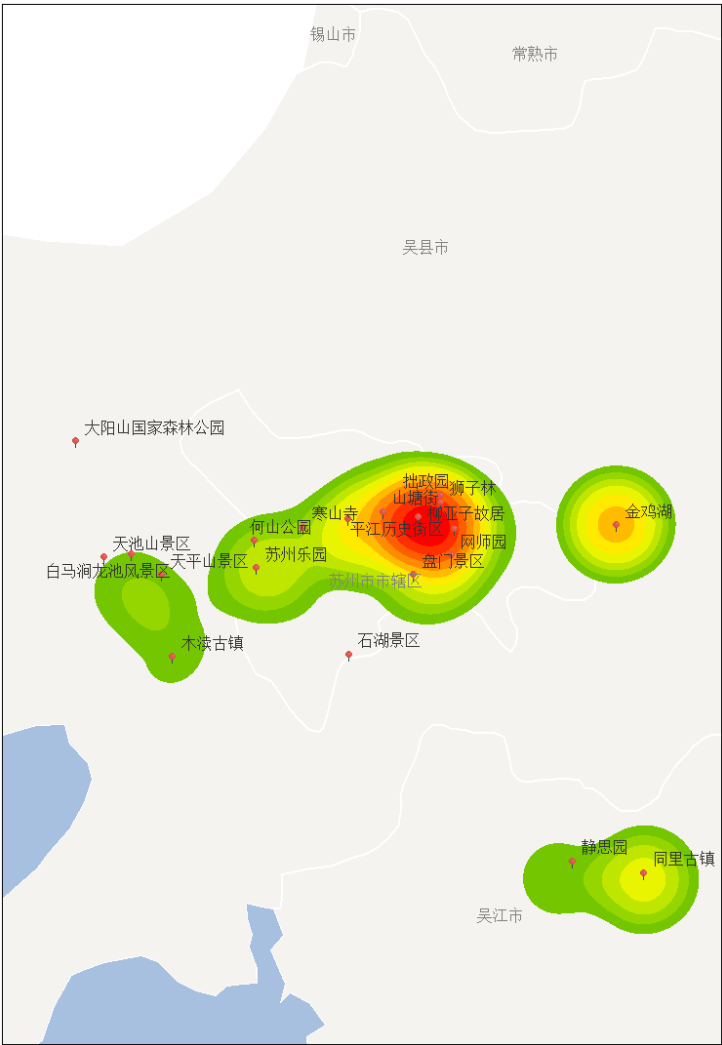 锡山市
常熟市
吴县市
大阳山国家森林公园
拙政园
狮子林
山塘街
寒山寺
柳亚子故居
金鸡湖
何山公园
平江历史街区
网师园
天池山景区
苏州乐园
天平山景区
盘门景区
白马涧龙池风景区
苏州市市辖区
木渎古镇
石湖景区
静思园
同里古镇
吴江市